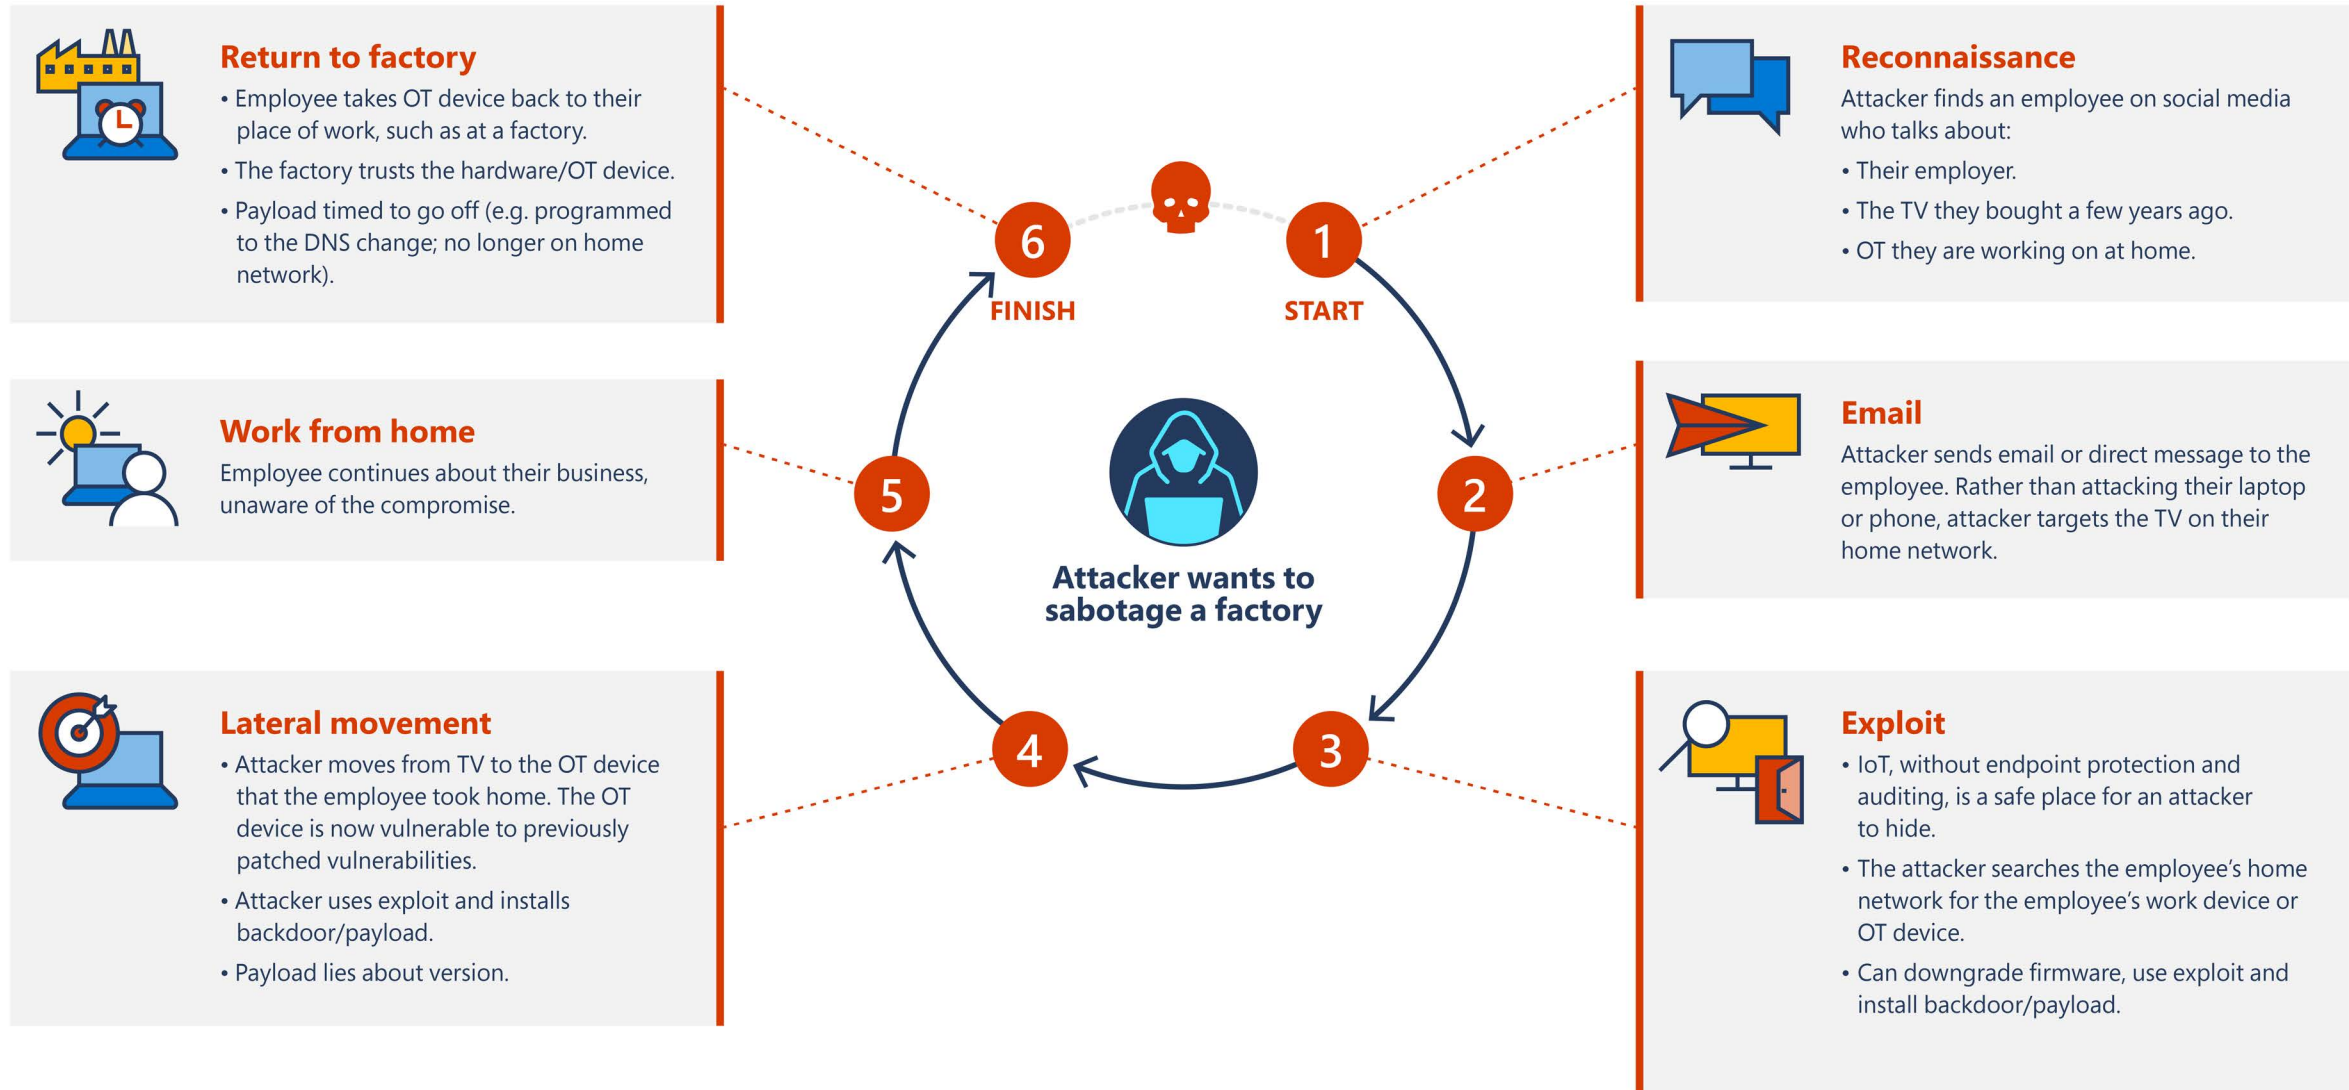 Return to factory
• Employee takes OT device back to their
place of work, such as at a factory.
• The factory trusts the hardware/OT device.
• Payload timed to go off (e.g. programmed
to the DNS change; no longer on home
network).
Work from home
Employee continues about their business,
unaware of the compromise.
Lateral movement
• Attacker moves from TV to the OT device
that the employee took home. The OT
device is now vulnerable to previously
patched vulnerabilities.
• Attacker uses exploit and installs
backdoor/payload.
• Payload lies about version.
6
FINISH
1
START
5
2
Attacker wants to
sabotage a factory
4
3
Reconnaissance
Attacker finds an employee on social media
who talks about:
• Their employer.
• The TV they bought a few years ago.
• OT they are working on at home.
Email
Attacker sends email or direct message to the
employee. Rather than attacking their laptop
or phone, attacker targets the TV on their
home network.
Exploit
• IoT, without endpoint protection and
auditing, is a safe place for an attacker
to hide.
• The attacker searches the employee’s home
network for the employee’s work device or
OT device.
• Can downgrade firmware, use exploit and
install backdoor/payload.